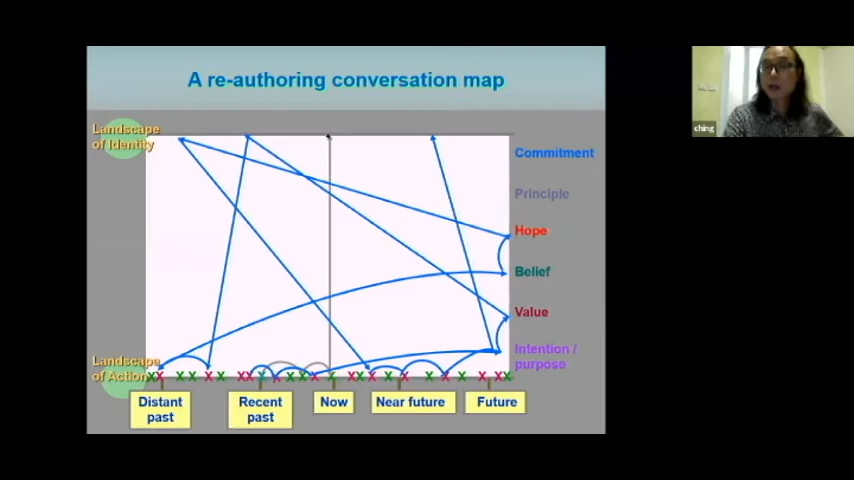 A re-authoring conversation map
Landscape
of Identity
Commitment
Principle
Hope
Belief
Value
Intention /
purpose
Landscape
of Action
X X X X X X X X X X X X X X X X X X X X X X X X
Distant
past
Recent
past
Now
Near future
Future
ching